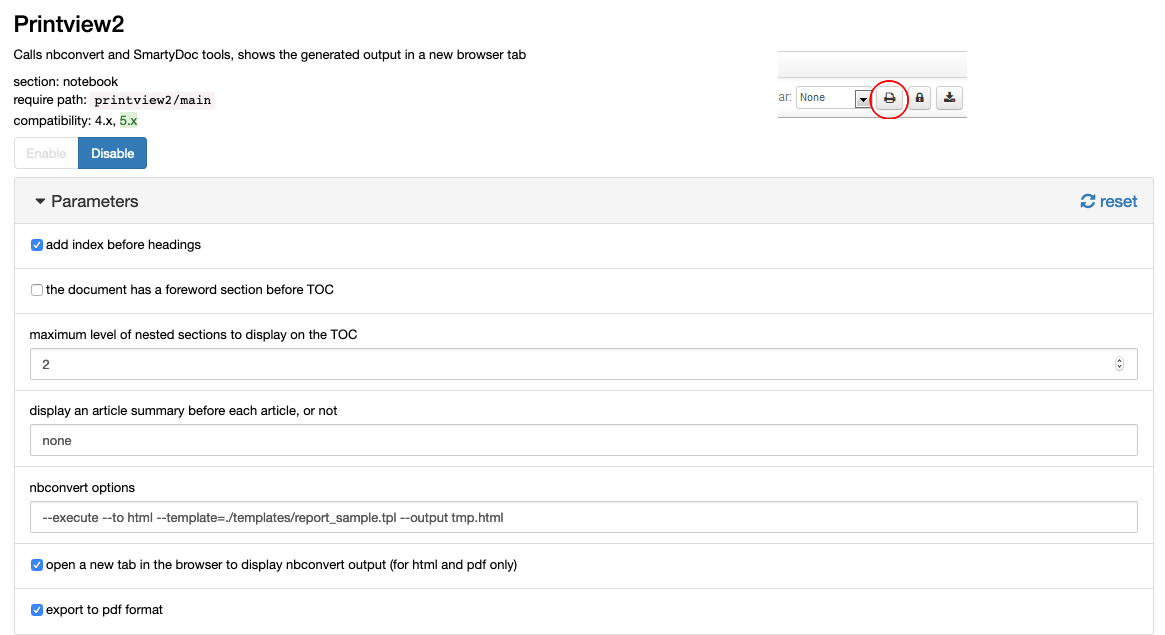 Printview2
Calls nbconvert and SmartyDoc tools, shows the generated output in a new browser tab
section: notebook
require path: printview2/main
compatibility: 4.x, 5.x
ar: None
Enable Disable
Parameters
reset
add index before headings
the document has a foreword section before TOC
maximum level of nested sections to display on the TOC
2
display an article summary before each article, or not
none
nbconvert options
--execute --to html --template=./templates/report_sample.tpl --output tmp.html
open a new tab in the browser to display nbconvert output (for html and pdf only)
export to pdf format